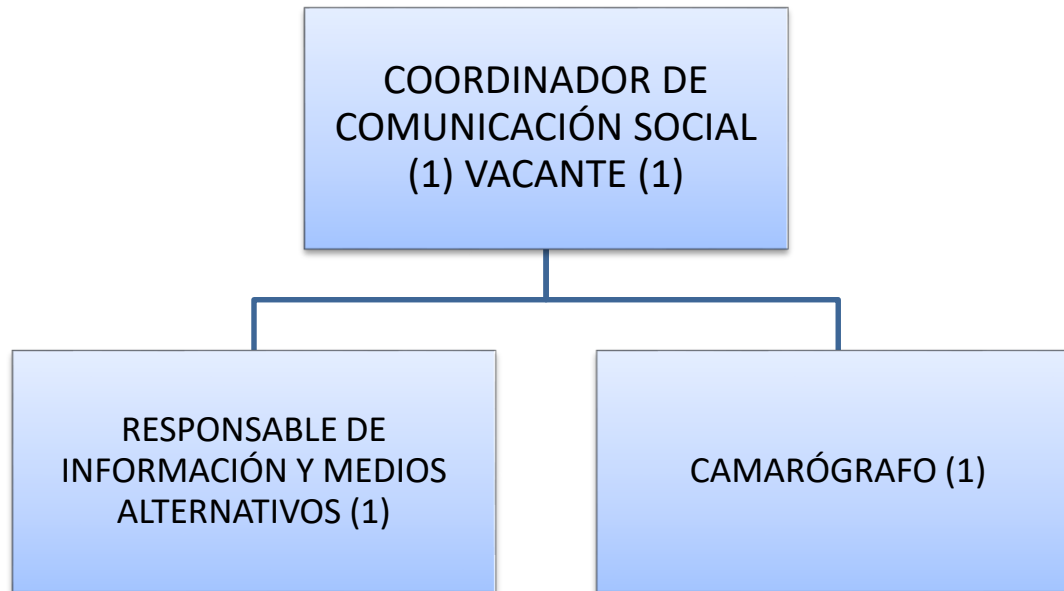 COORDINADOR DE
COMUNICACIÓN SOCIAL
(1) VACANTE (1)
RESPONSABLE DE
INFORMACIÓN Y MEDIOS
ALTERNATIVOS (1)
CAMARÓGRAFO (1)